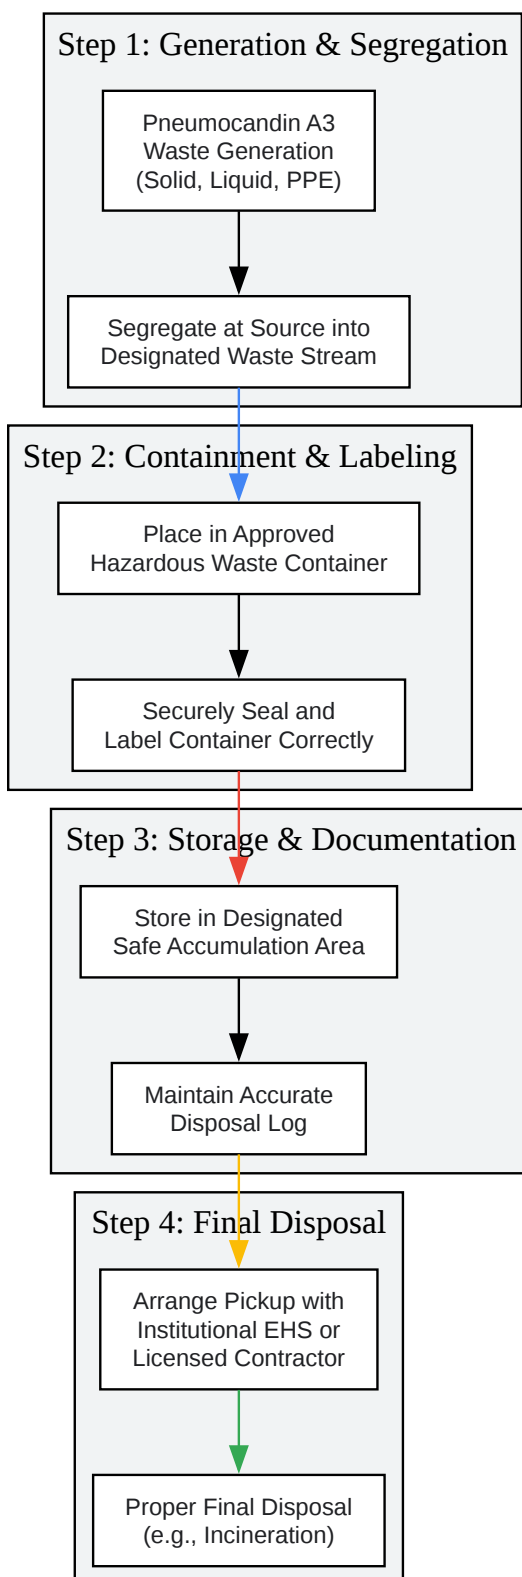 Step 1: Generation & Segregation
Pneumocandin A3
Waste Generation
(Solid, Liquid, PPE)
Segregate at Source into
Designated Waste Stream
Step 2: Containment & Labeling
Place in Approved
Hazardous Waste Container
Securely Seal and
Label Container Correctly
Step 3: Storage & Documentation
Store in Designated
Safe Accumulation Area
Maintain Accurate
Disposal Log
Step 4: Final Disposal
Arrange Pickup with
Institutional EHS or
Licensed Contractor
Proper Final Disposal
(e.g., Incineration)